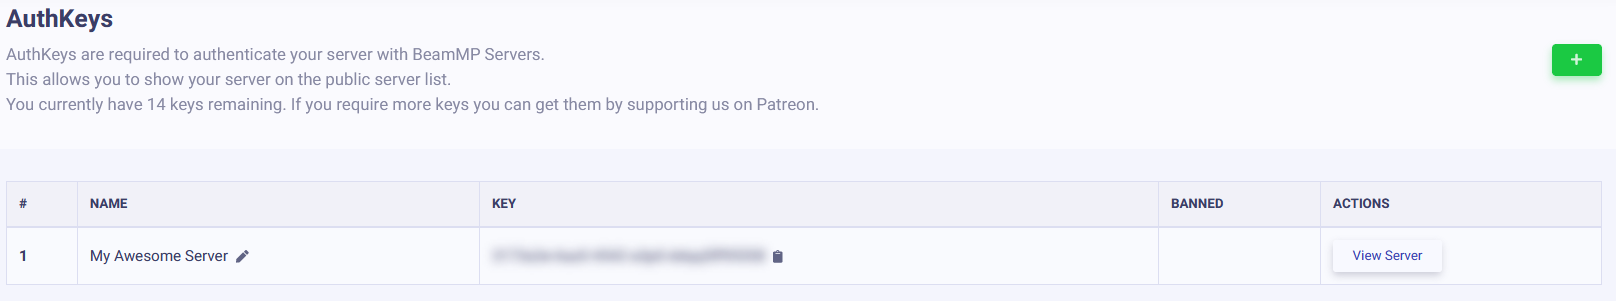 AuthKeys
AuthKeys are required to authenticate your server with BeamMP Servers.
This allows you to show your server on the public server list.
You currently have 14 keys remaining. If you require more keys you can get them by supporting us on Patreon.
+
# NAME KEY BANNED ACTIONS
1 My Awesome Server View Server